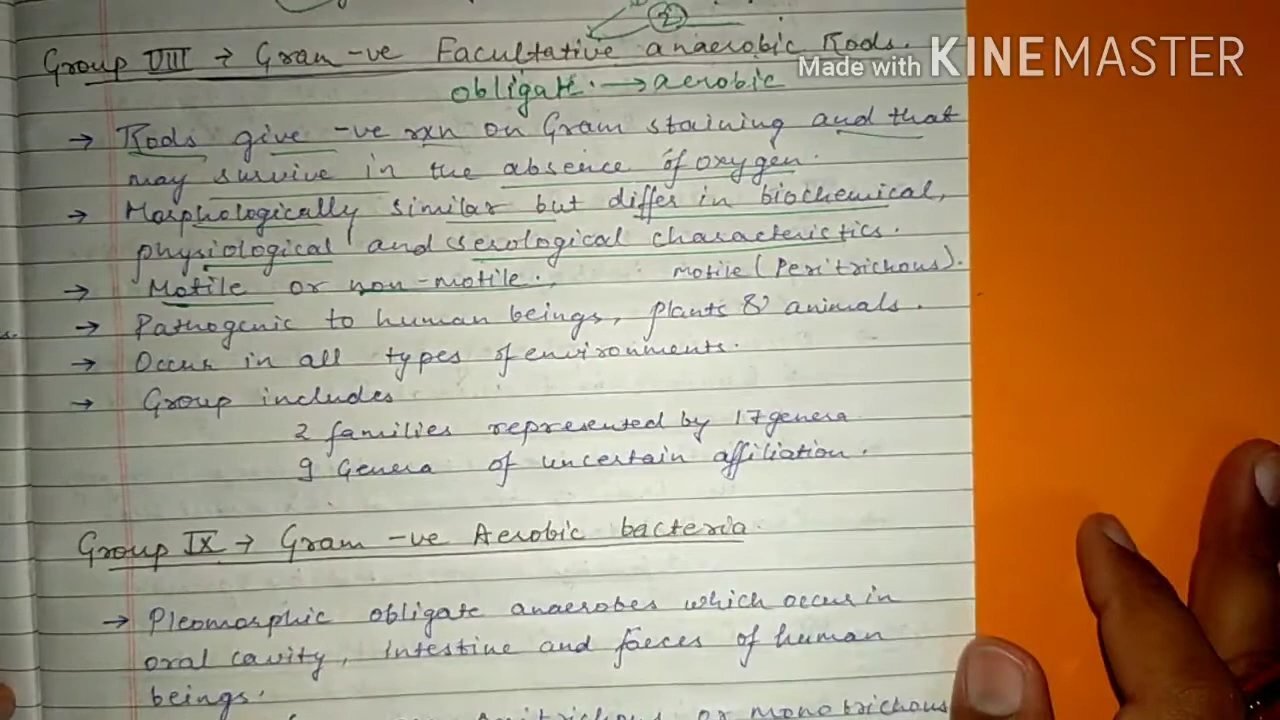 2
Group VIII → Gram -ve Facultative anaerobic Rods.
Made with KINEMASTER
obligate. → aerobic
→ Rods give -ve rxn on Gram staining and that
may survive in the absence of oxygen.
→ Morphologically similar but differ in biochemical,
physiological and serological characteristics.
→ Motile or non-motile. motile (Peritrichous).
→ Pathogenic to human beings, plants & animals.
→ Occur in all types of environments.
→ Group includes
2 families represented by 17 genera
9 Genera of uncertain affiliation.
Group IX → Gram -ve Aerobic bacteria.
→ Pleomorphic obligate anaerobes which occur in
oral cavity, intestine and faeces of human
beings.
or monotrichous